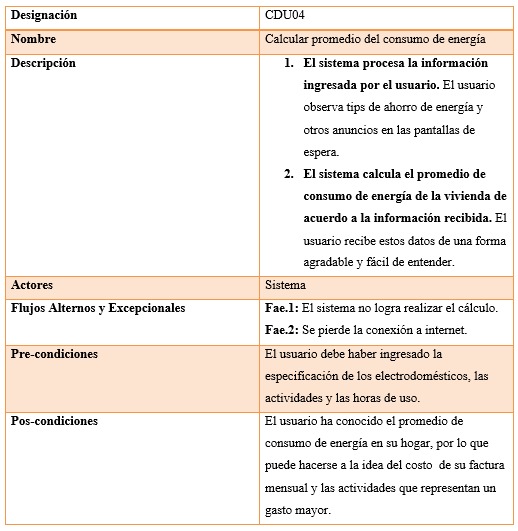 Designación CDU04
Nombre Calcular promedio del consumo de energía
Descripción 1. El sistema procesa la información
ingresada por el usuario. El usuario
observa tips de ahorro de energía y
otros anuncios en las pantallas de
espera.
2. El sistema calcula el promedio de
consumo de energía de la vivienda de
acuerdo a la información recibida. El
usuario recibe estos datos de una forma
agradable y fácil de entender.
Actores Sistema
Flujos Alternos y Excepcionales Fae.1: El sistema no logra realizar el cálculo.
Fae.2: Se pierde la conexión a internet.
Pre-condiciones El usuario debe haber ingresado la
especificación de los electrodomésticos, las
actividades y las horas de uso.
Pos-condiciones El usuario ha conocido el promedio de
consumo de energía en su hogar, por lo que
puede hacerse a la idea del costo de su factura
mensual y las actividades que representan un
gasto mayor.